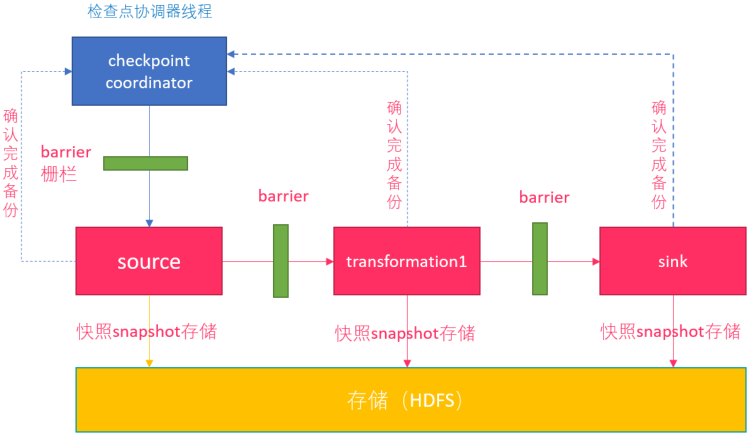 检查点协调器线程
checkpoint
coordinator
确认完成备份
确认完成备份
确认完成备份
barrier
栅栏
barrier
barrier
source
transformation1
sink
快照snapshot存储
快照snapshot存储
快照snapshot存储
存储（HDFS）